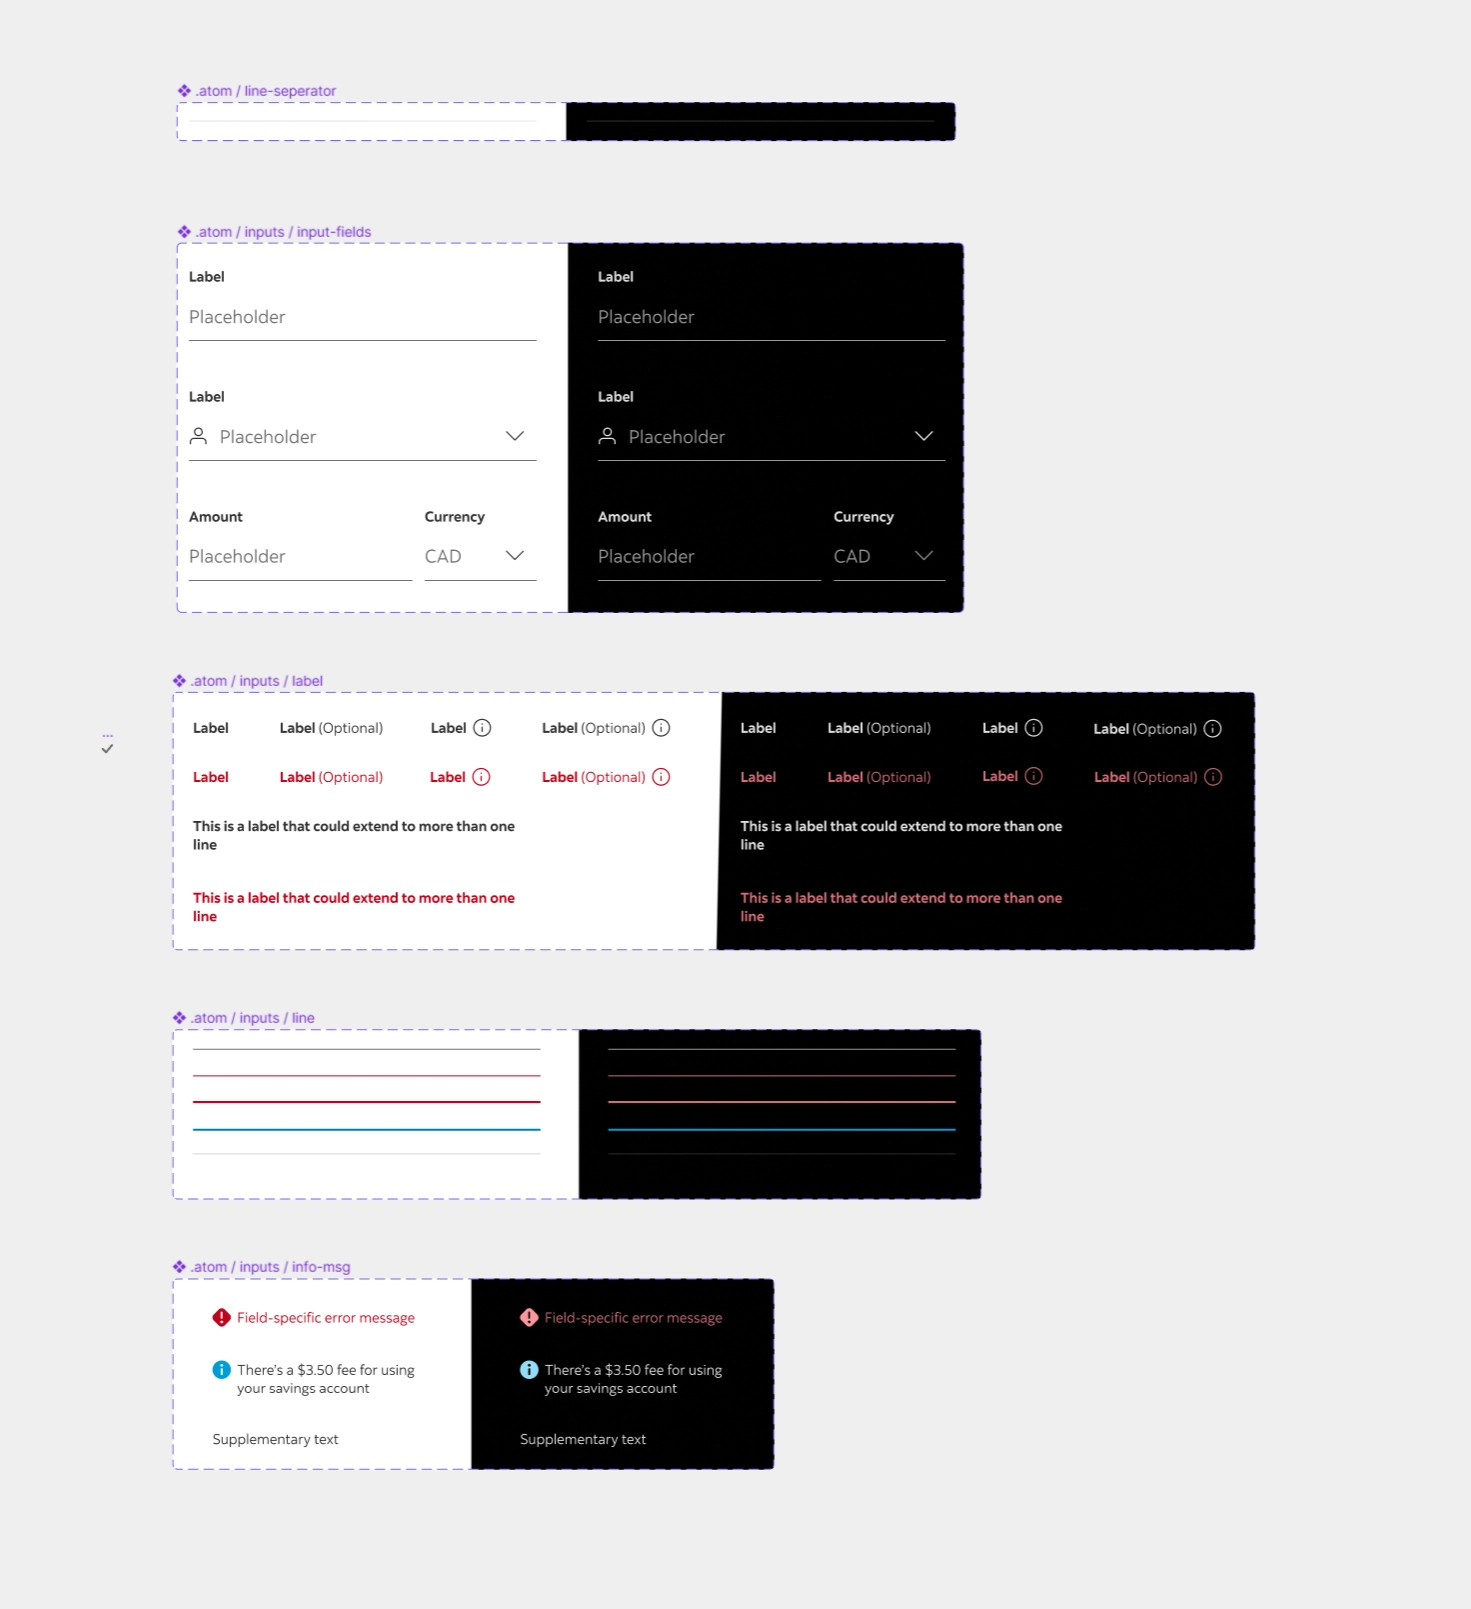 .atom / line-seperator
.atom / inputs / input-fields
Label
Placeholder
Label
Placeholder
Amount
Currency
Placeholder
CAD
Label
Placeholder
Label
Placeholder
Amount
Currency
Placeholder
CAD
.atom / inputs / label
Label
Label (Optional)
Label
Label (Optional)
Label
Label (Optional)
Label
Label (Optional)
This is a label that could extend to more than one
line
This is a label that could extend to more than one
line
Label
Label (Optional)
Label
Label (Optional)
Label
Label (Optional)
Label
Label (Optional)
This is a label that could extend to more than one
line
This is a label that could extend to more than one
line
.atom / inputs / line
.atom / inputs / info-msg
Field-specific error message
There's a $3.50 fee for using
your savings account
Supplementary text
Field-specific error message
There's a $3.50 fee for using
your savings account
Supplementary text